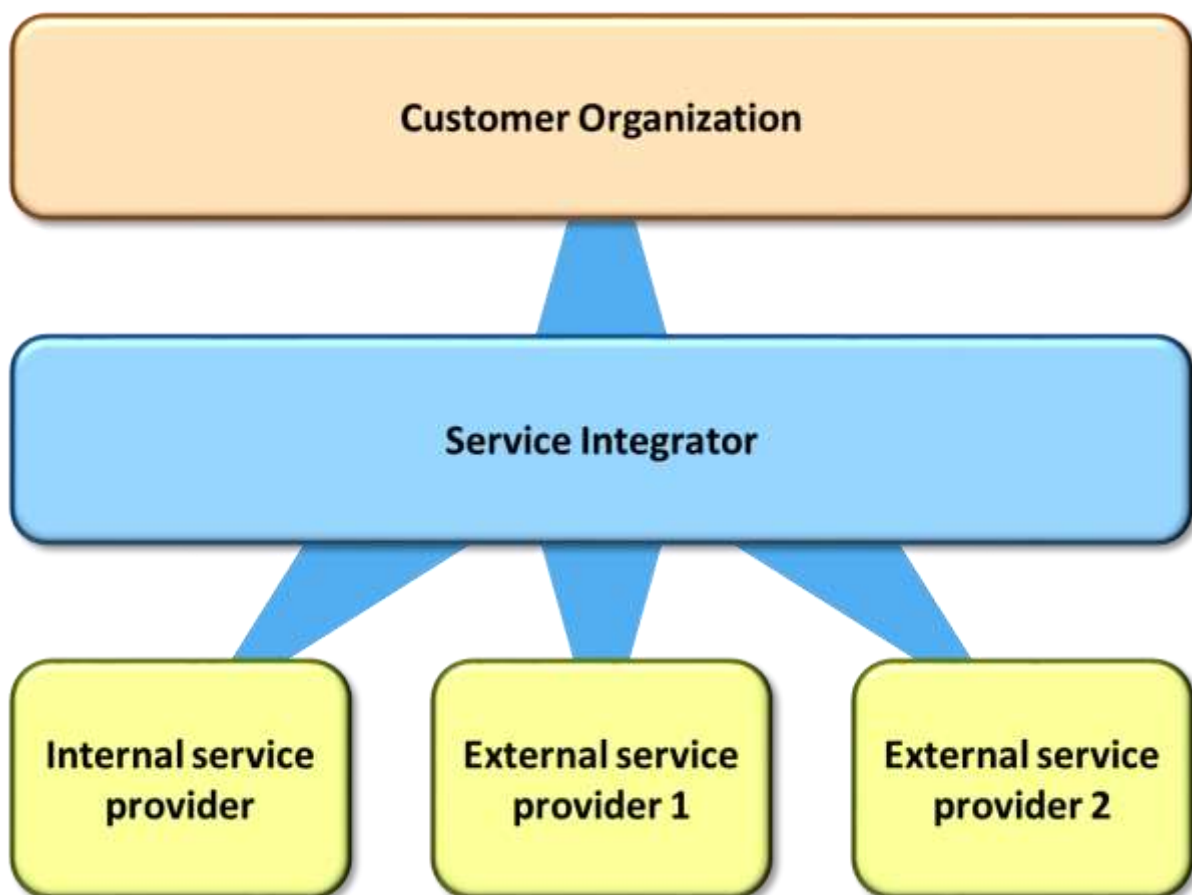 Customer Organization
Service Integrator
Internal service
provider
External service
provider 1
External service
provider 2